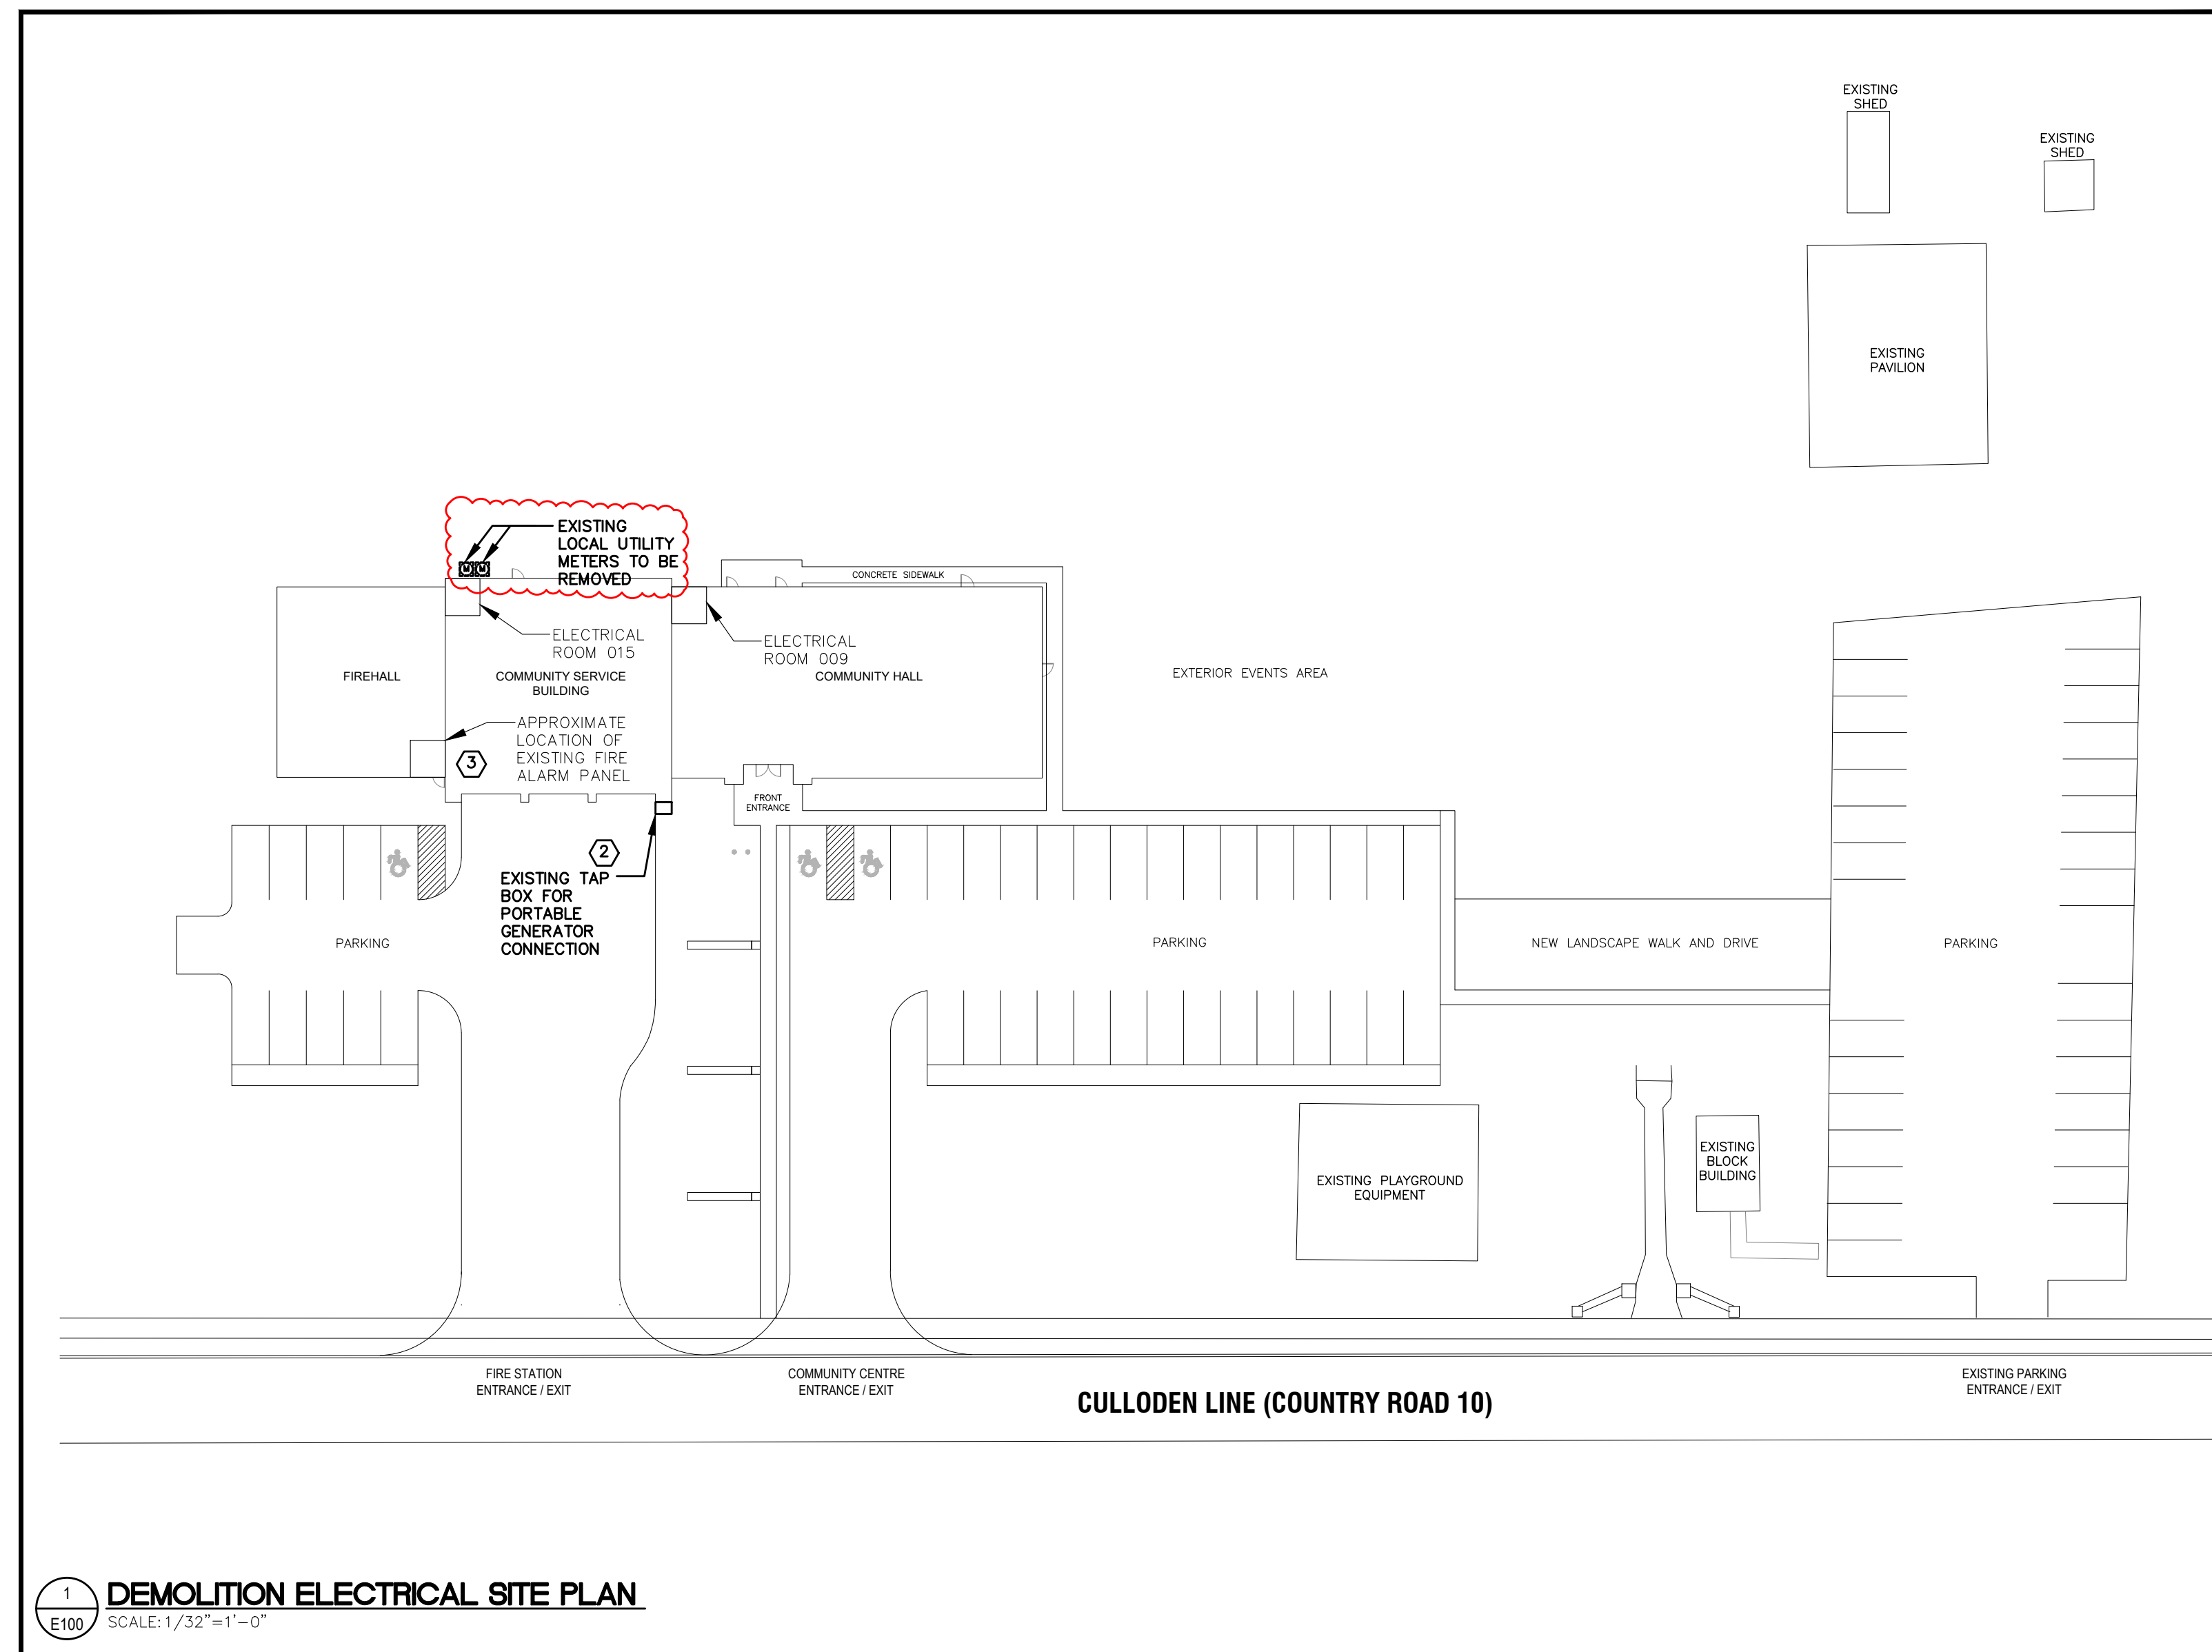 EXISTING
SHED
EXISTING
SHED
EXISTING
PAVILION
EXISTING
LOCAL UTILITY
METERS TO BE
REMOVED
M M
CONCRETE SIDEWALK
ELECTRICAL
ROOM 015
ELECTRICAL
ROOM 009
FIREHALL
COMMUNITY SERVICE
BUILDING
COMMUNITY HALL
EXTERIOR EVENTS AREA
APPROXIMATE
LOCATION OF
EXISTING FIRE
ALARM PANEL
3
FRONT
ENTRANCE
2
EXISTING TAP
BOX FOR
PORTABLE
GENERATOR
CONNECTION
PARKING
PARKING
NEW LANDSCAPE WALK AND DRIVE
PARKING
EXISTING
BLOCK
BUILDING
EXISTING PLAYGROUND
EQUIPMENT
FIRE STATION
ENTRANCE / EXIT
COMMUNITY CENTRE
ENTRANCE / EXIT
CULLODEN LINE (COUNTRY ROAD 10)
EXISTING PARKING
ENTRANCE / EXIT
1
E100
DEMOLITION ELECTRICAL SITE PLAN
SCALE: 1/32"=1'-0"